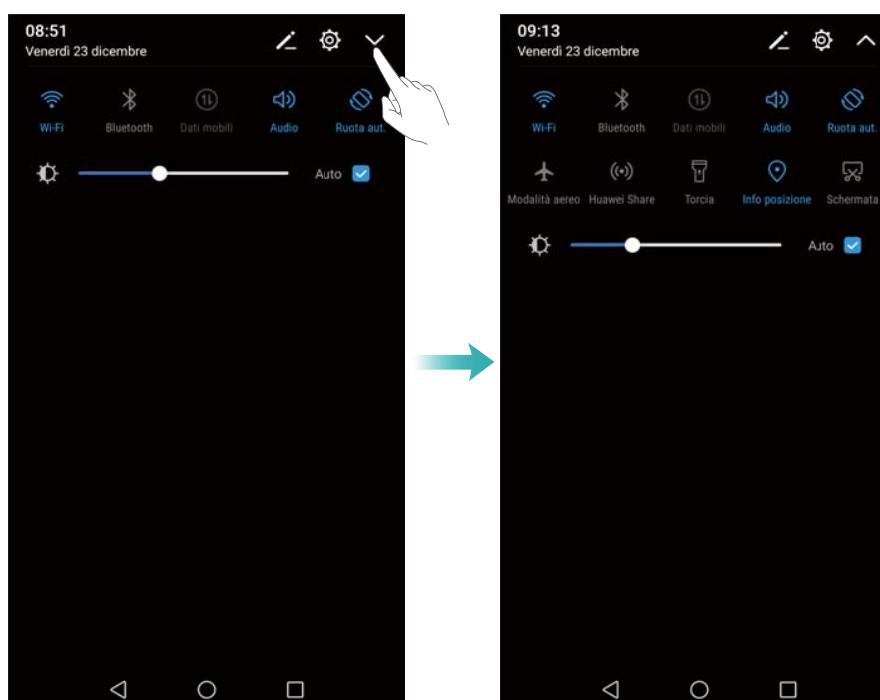 08:51
Venerdì 23 dicembre
Wi-Fi Bluetooth Dati mobili Audio Ruota aut.
Auto
09:13
Venerdì 23 dicembre
Wi-Fi Bluetooth Dati mobili Audio Ruota aut.
Modalità aereo Huawei Share Torcia Info posizione Schermata
Auto